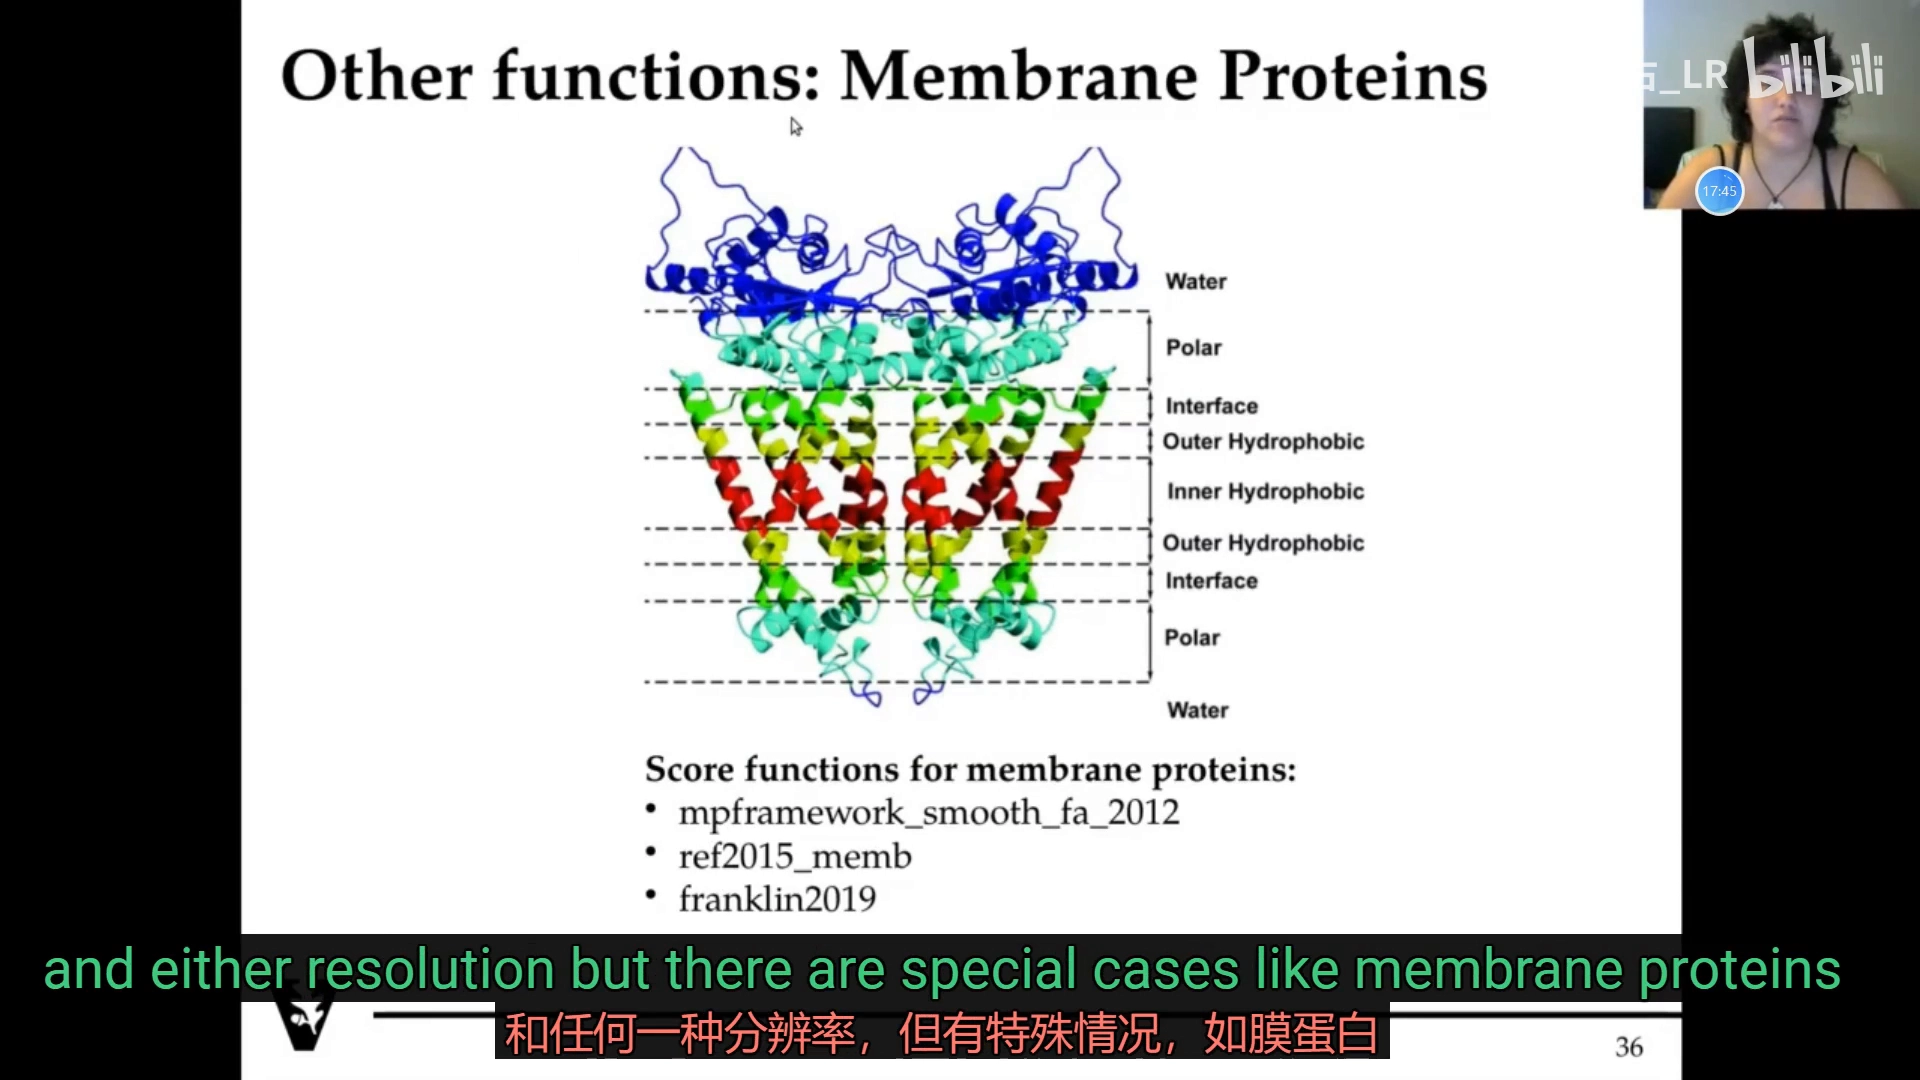 Other functions: Membrane Proteins
_LR bilibili
17:45
Water
Polar
Interface
Outer Hydrophobic
Inner Hydrophobic
Outer Hydrophobic
Interface
Polar
Water
Score functions for membrane proteins:
• mpframework_smooth_fa_2012
• ref2015_memb
• franklin2019
and either resolution but there are special cases like membrane proteins
和任何一种分辨率，但有特殊情况，如膜蛋白
36